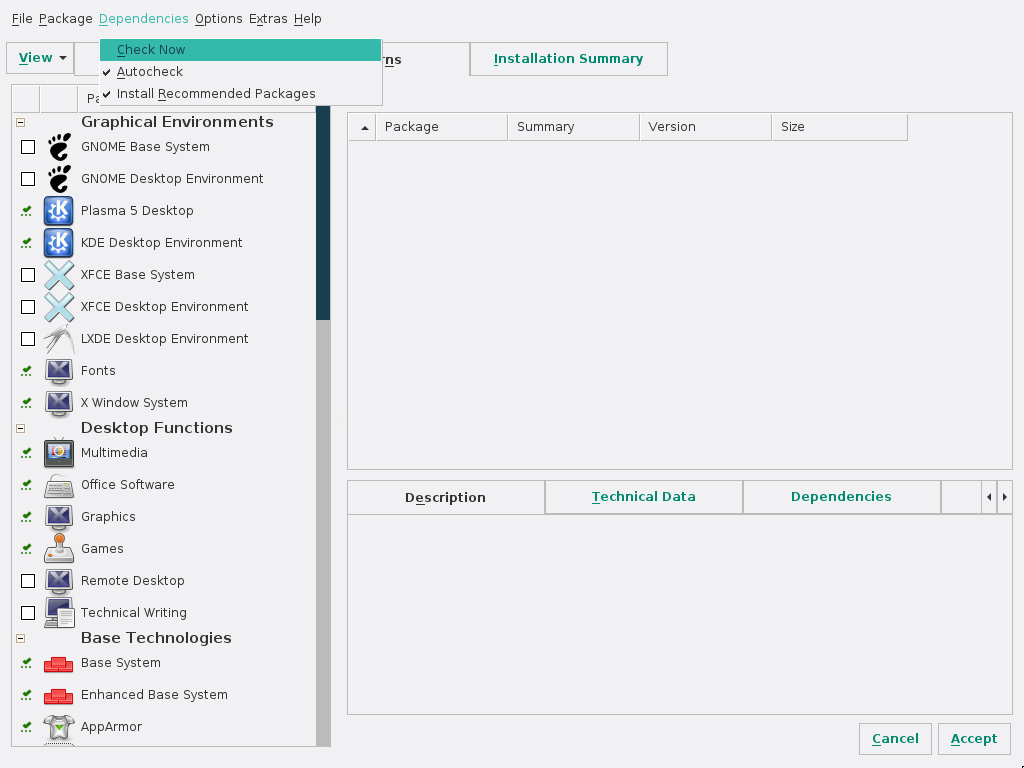 File Package Dependencies Options Extras Help
Check Now
Autocheck
Install Recommended Packages
View
Installation Summary
Graphical Environments
GNOME Base System
GNOME Desktop Environment
Plasma 5 Desktop
KDE Desktop Environment
XFCE Base System
XFCE Desktop Environment
LXDE Desktop Environment
Fonts
X Window System
Desktop Functions
Multimedia
Office Software
Graphics
Games
Remote Desktop
Technical Writing
Base Technologies
Base System
Enhanced Base System
AppArmor
Package Summary Version Size
Description Technical Data Dependencies
Cancel Accept